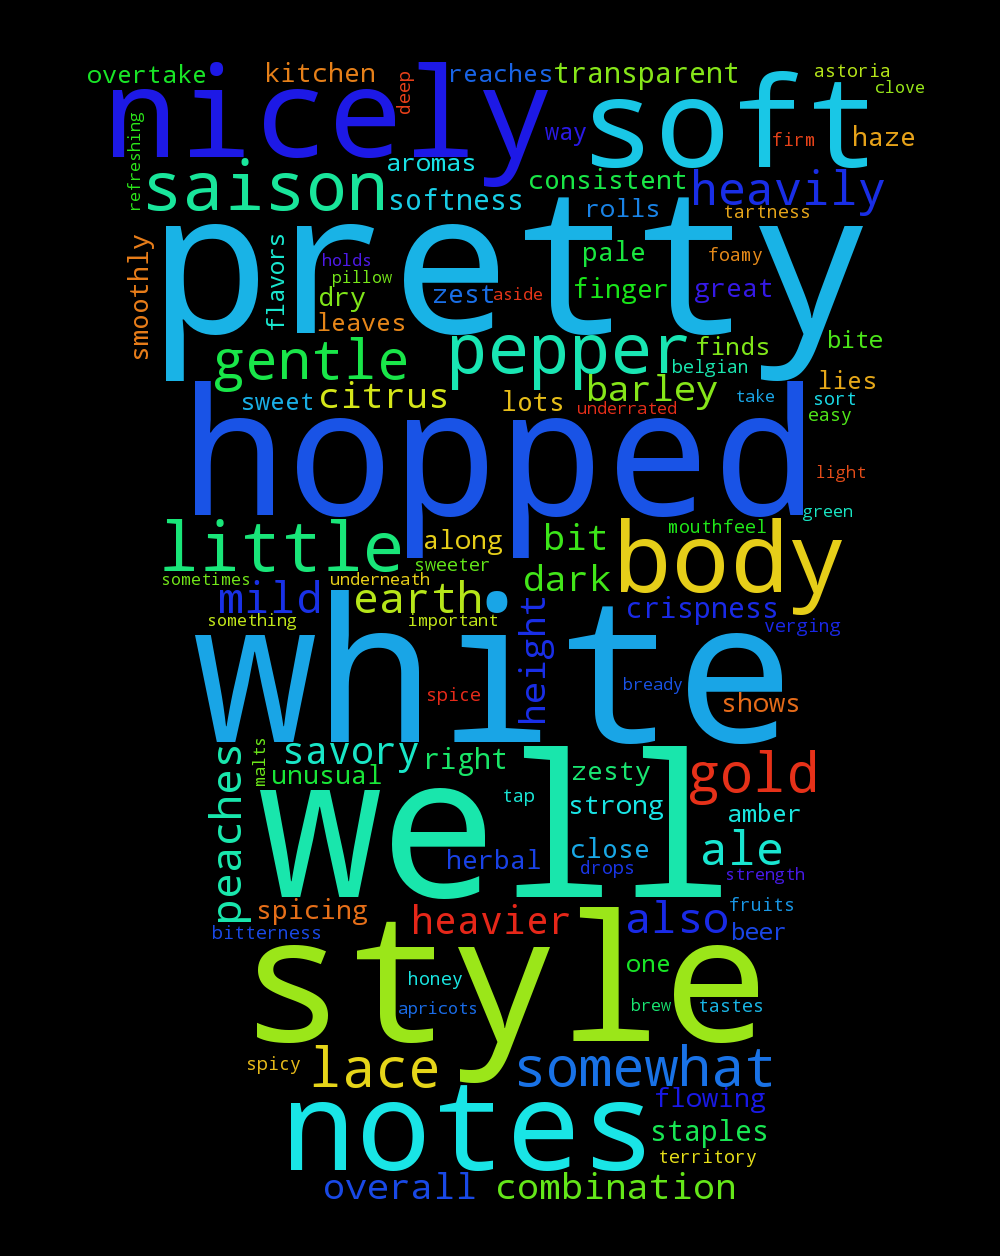 overtake kitchen deep reaches transparent astoria clove
nicely soft
refreshing way firm haze
saison aromas softness consistent heavily
rolls tartness
pretty
smoothly flavors holds pillow dry leaves zest aside pale finger foamy great
gentle pepper finds bite
belgian
sweet citrus lots barley underrated take lies sort easy
hopped
light
green
little along sweeter bit mouthfeel body
sometimes underneath dark
mild earth
something important height crispness verging
white
spice bready shows
peaches malts savory right zesty gold
unusual
well
tap strong amber
herbal close drops ale strength
spicing heavier also fruits
bitterness beer
style
honey one
apricots brew tastes
spicy lace somewhat
notes flowing
staples
territory
overall combination